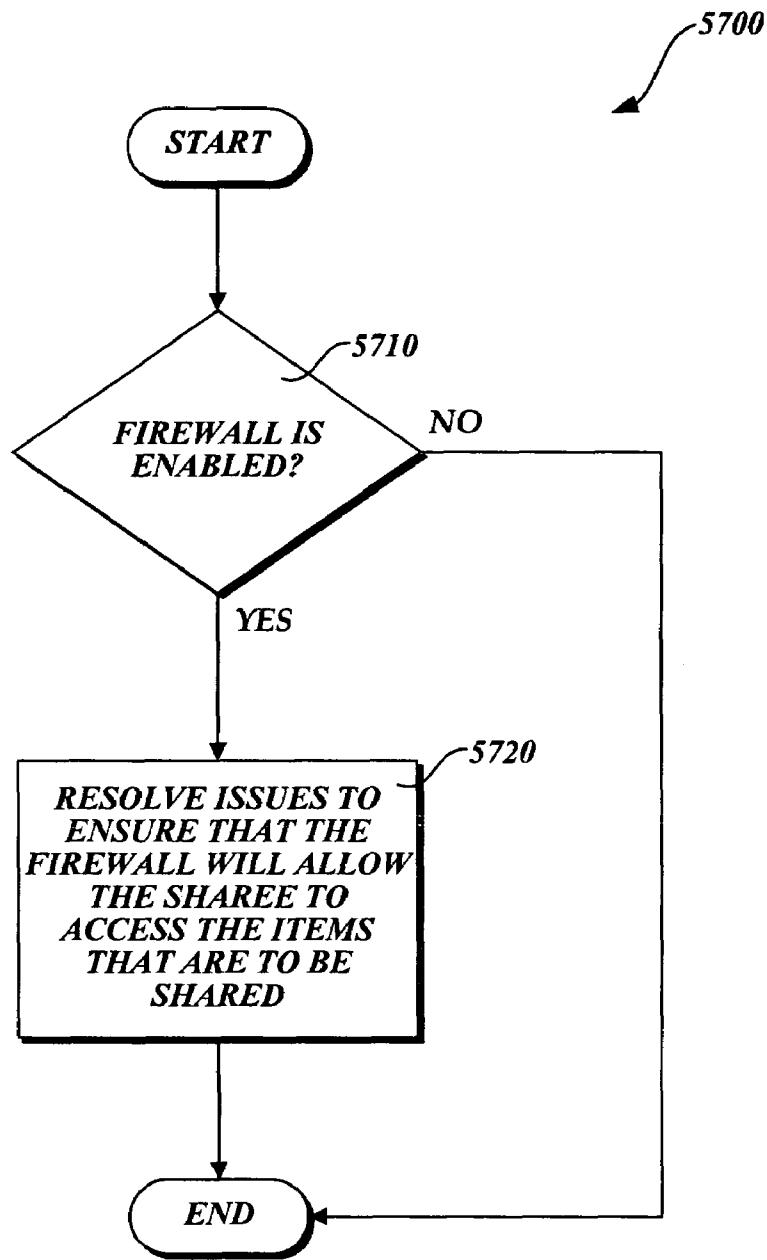 5700
START
5710
FIREWALL IS
ENABLED?
NO
YES
5720
RESOLVE ISSUES TO
ENSURE THAT THE
FIREWALL WILL ALLOW
THE SHAREE TO
ACCESS THE ITEMS
THAT ARE TO BE
SHARED
END